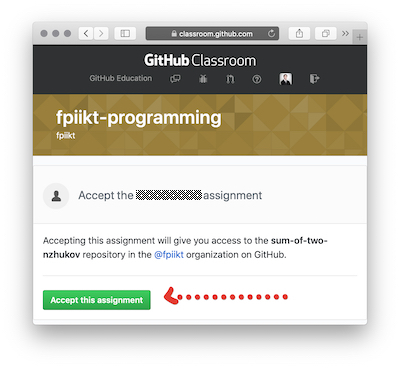 classroom.github.com
GitHub Classroom
GitHub Education
fpiikt-programming
fpiikt
Accept the assignment
Accepting this assignment will give you access to the sum-of-two-
nzhukov repository in the @fpiikt organization on GitHub.
Accept this assignment